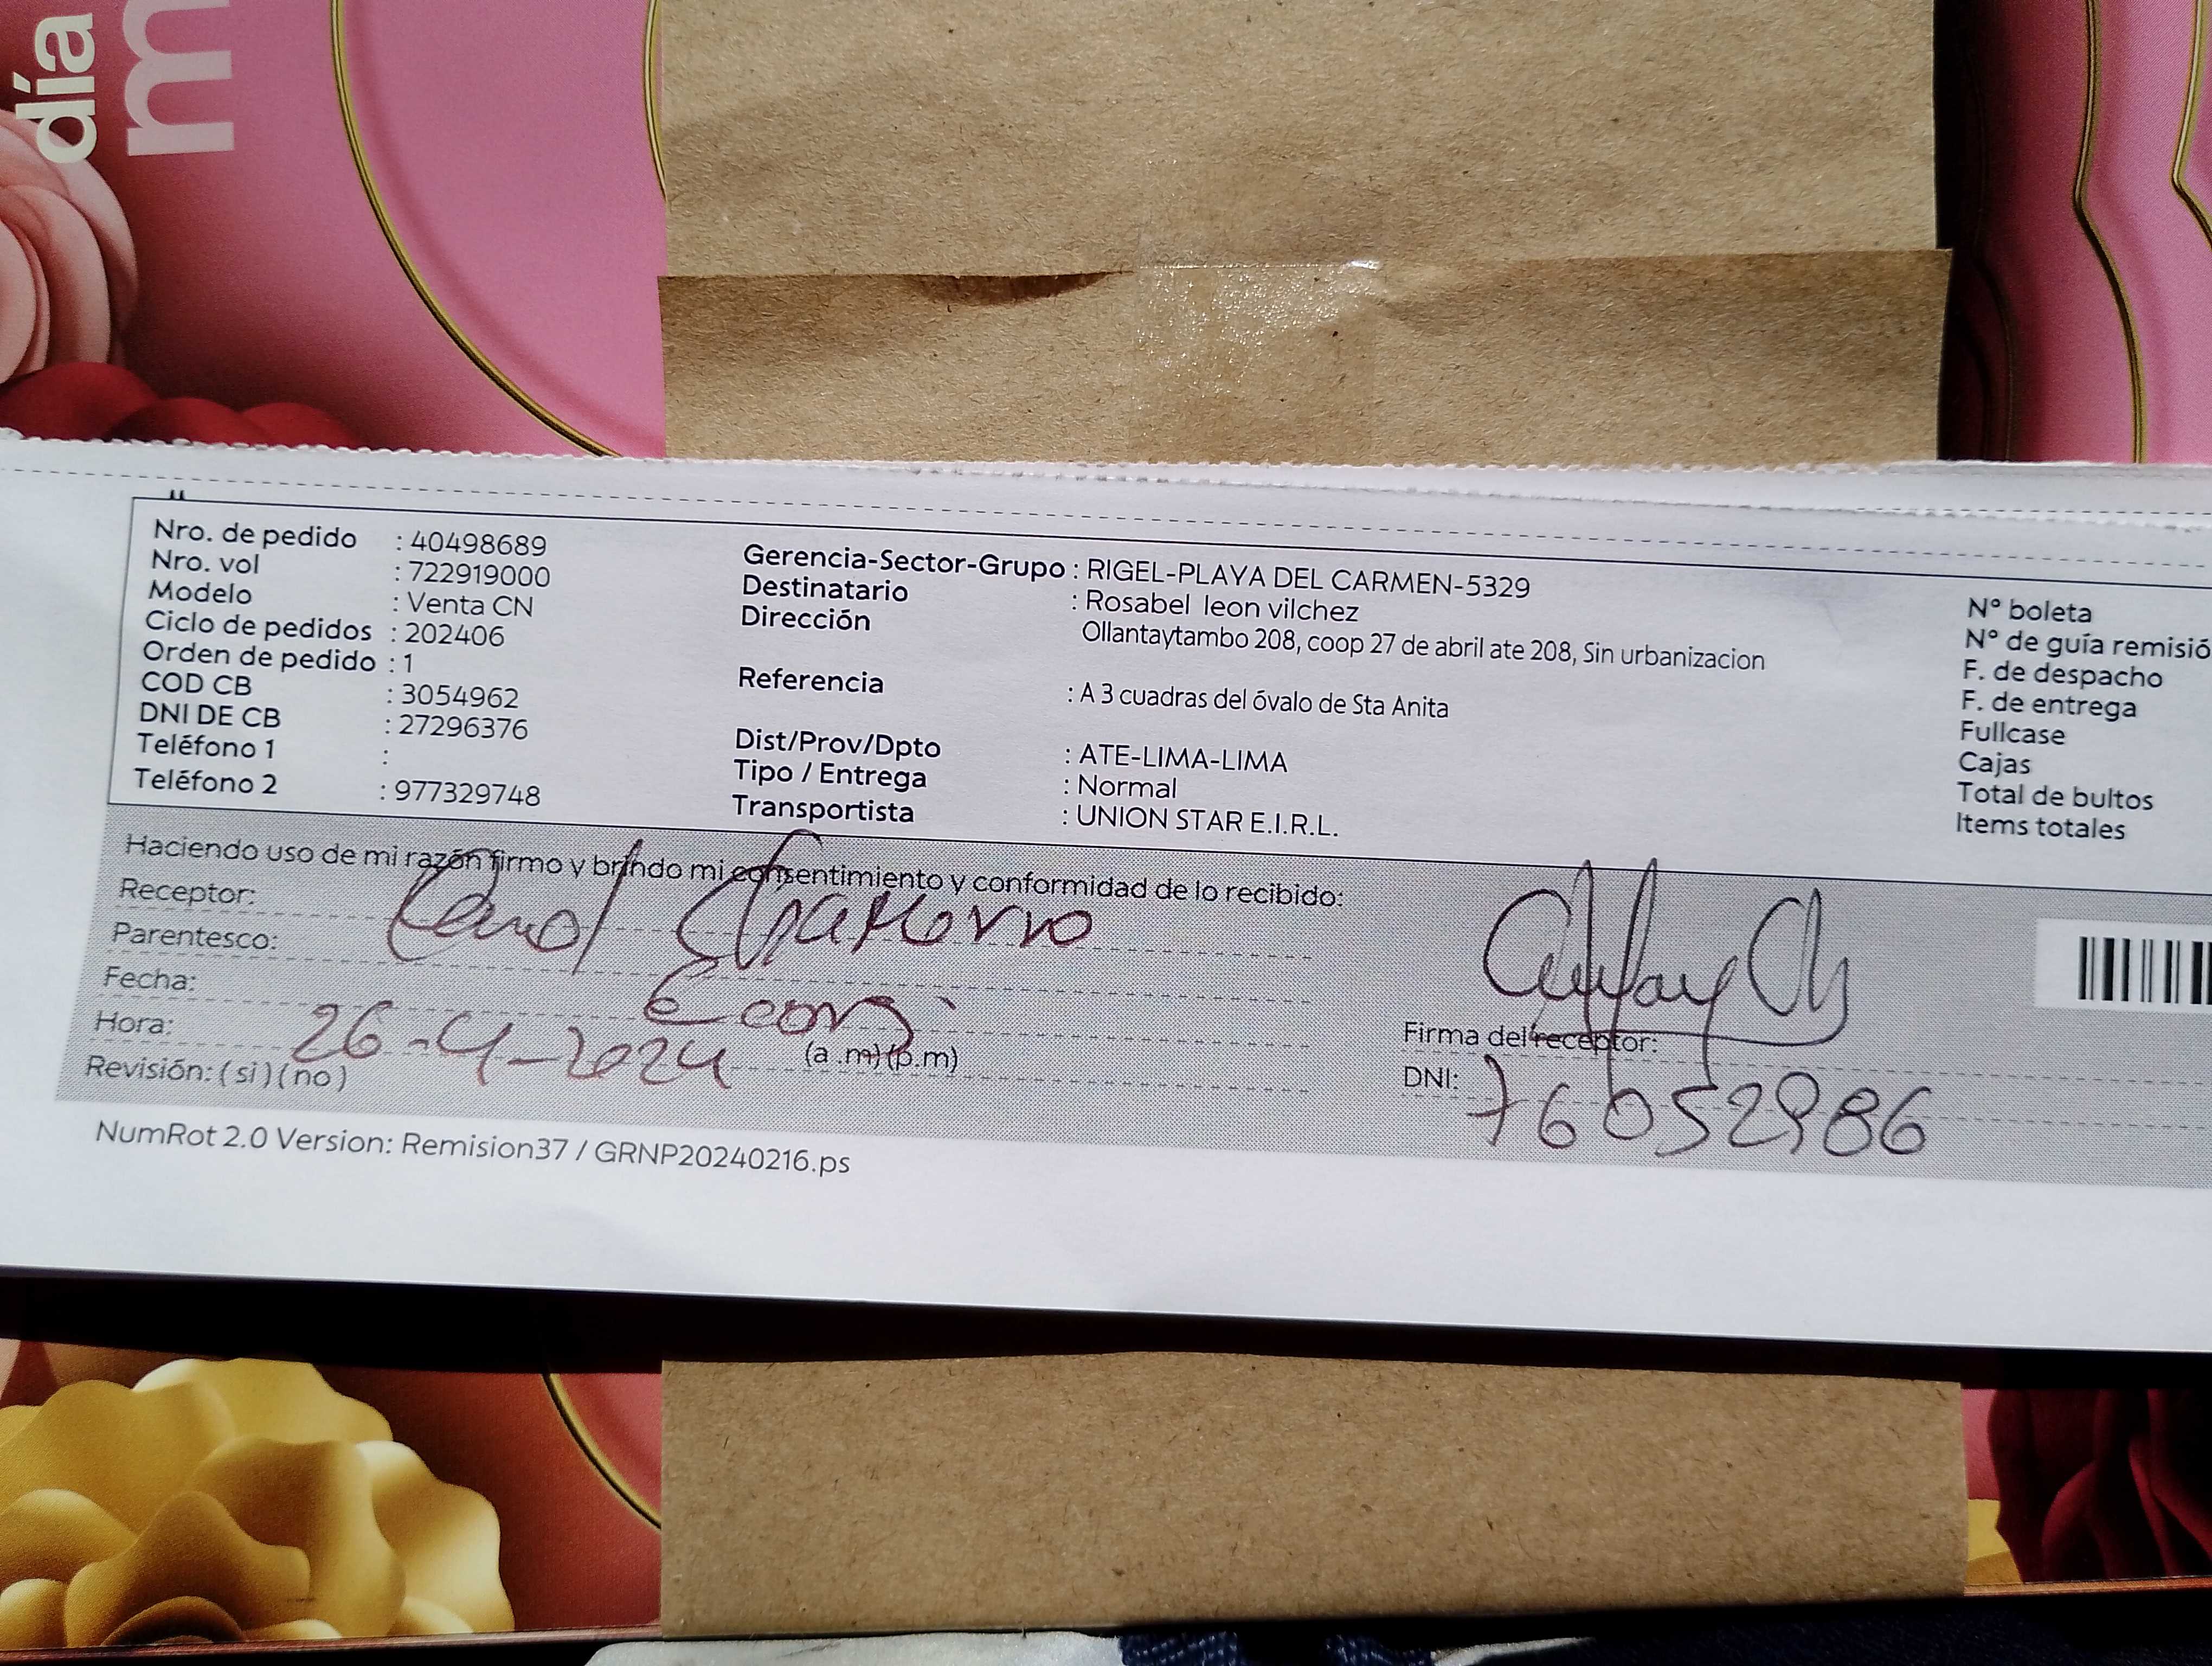 día
m
Nro. de pedido : 40498689
Nro. vol : 722919000
Modelo : Venta CN
Ciclo de pedidos : 202406
Orden de pedido : 1
COD CB : 3054962
DNI DE CB : 27296376
Teléfono 1 :
Teléfono 2 : 977329748
Gerencia-Sector-Grupo : RIGEL-PLAYA DEL CARMEN-5329
Destinatario : Rosabel leon vilchez
Dirección Ollantaytambo 208, coop 27 de abril ate 208, Sin urbanizacion
Referencia : A 3 cuadras del óvalo de Sta Anita
Dist/Prov/Dpto : ATE-LIMA-LIMA
Tipo / Entrega : Normal
Transportista : UNION STAR E.I.R.L.
N° boleta
N° de guía remisió
F. de despacho
F. de entrega
Fullcase
Cajas
Total de bultos
Items totales
Haciendo uso de mi razón firmo y brindo mi consentimiento y conformidad de lo recibido:
Receptor:
Parentesco:
Fecha:
26-4-2024
Hora: (a.m)(p.m)
Revisión: (si) (no)
Firma del receptor:
DNI: 76052986
NumRot 2.0 Version: Remision37 / GRNP20240216.ps